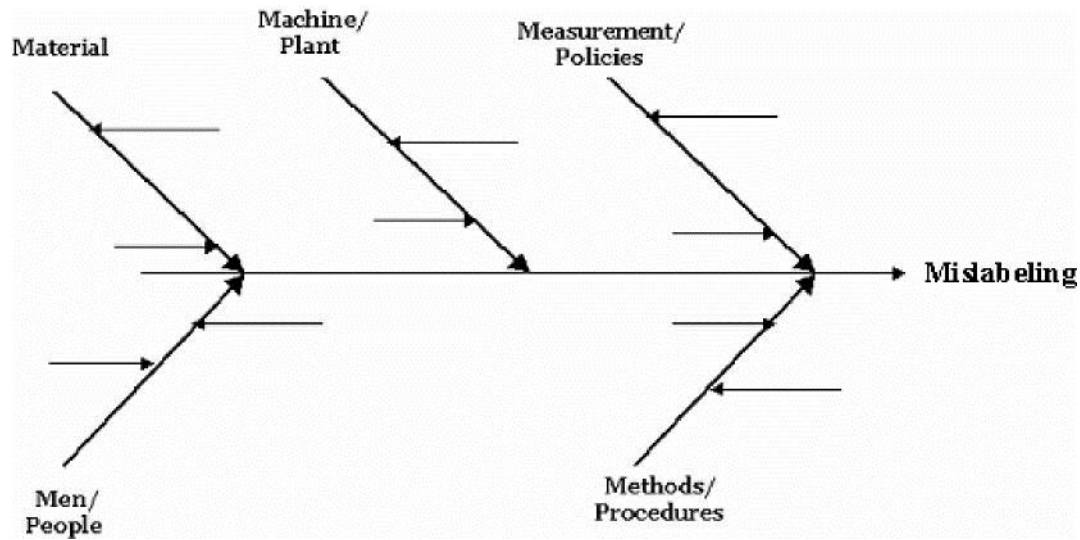 Material
Machine/
Plant
Measurement/
Policies
Mislabeling
Men/
People
Methods/
Procedures